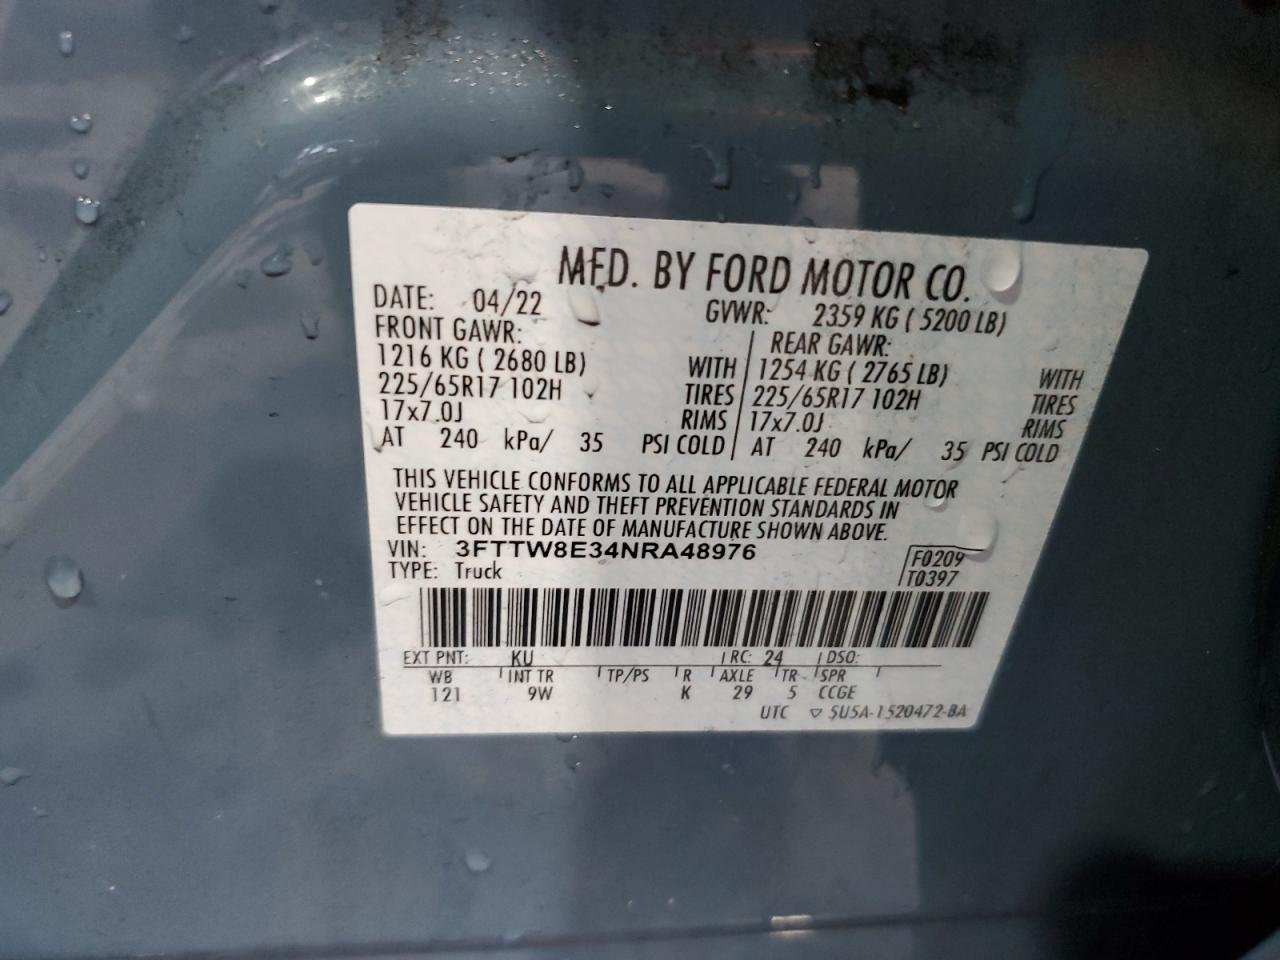 MFD. BY FORD MOTOR CO.
DATE: 04/22 GVWR: 2359 KG ( 5200 LB)
FRONT GAWR: REAR GAWR:
1216 KG ( 2680 LB) WITH 1254 KG ( 2765 LB) WITH
225/65R17 102H TIRES 225/65R17 102H TIRES
17x7.0J RIMS 17x7.0J RIMS
AT 240 kPa/ 35 PSI COLD AT 240 kPa/ 35 PSI COLD
THIS VEHICLE CONFORMS TO ALL APPLICABLE FEDERAL MOTOR
VEHICLE SAFETY AND THEFT PREVENTION STANDARDS IN
EFFECT ON THE DATE OF MANUFACTURE SHOWN ABOVE.
VIN: 3FTTW8E34NRA48976 F0209
TYPE: Truck T0397
EXT PNT: KU RC: 24 DSO:
WB INT TR TP/PS R AXLE TR SPR
121 9W K 29 5 CCGE
UTC ▽ 5U5A-1520472-BA